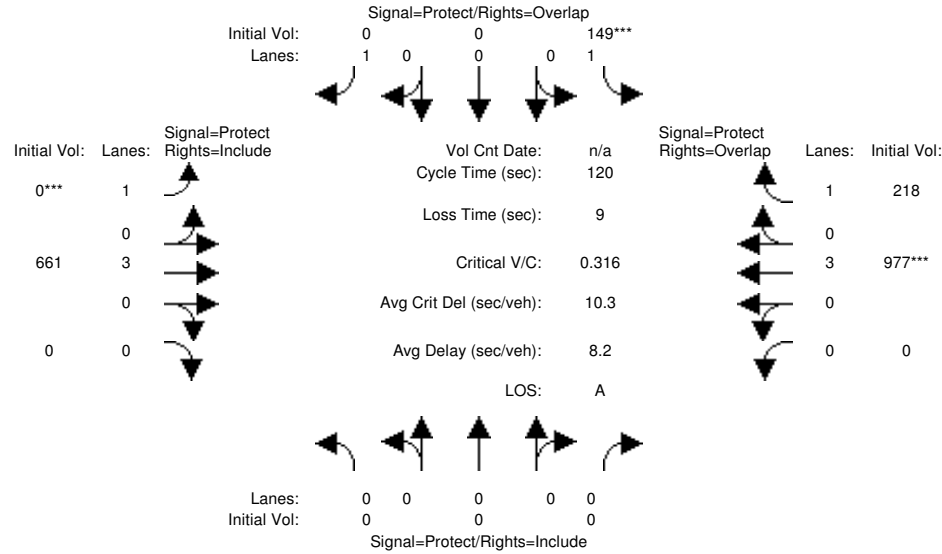 Signal=Protect/Rights=Overlap
Initial Vol: 0 0 149***
Lanes: 1 0 0 0 1
Signal=Protect
Signal=Protect
Initial Vol: Lanes: Rights=Include Vol Cnt Date: n/a Rights=Overlap Lanes: Initial Vol:
Cycle Time (sec): 120
0*** 1 1 218
Loss Time (sec): 9
0 0
661 3 Critical V/C: 0.316 3 977***
0 Avg Crit Del (sec/veh): 10.3 0
0 0 Avg Delay (sec/veh): 8.2 0 0
LOS: A
Lanes: 0 0 0 0 0
Initial Vol: 0 0 0
Signal=Protect/Rights=Include